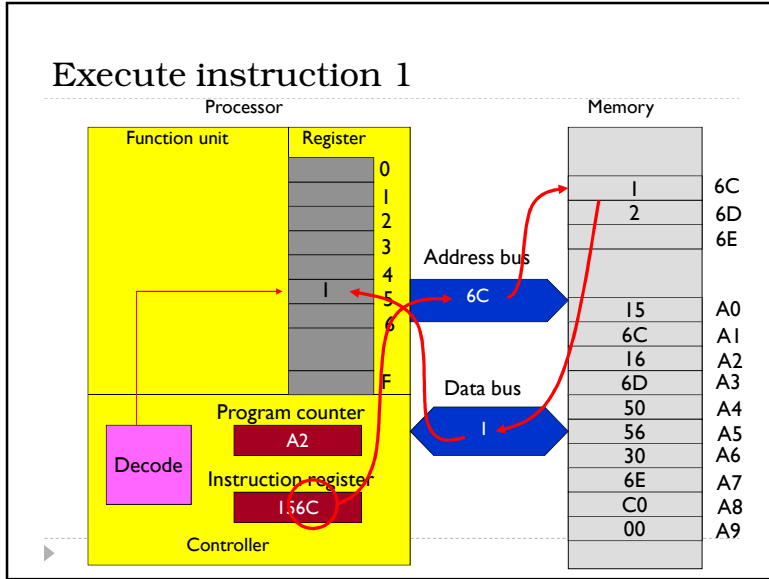 Execute instruction 1
Processor
Memory
Function unit
Register
0
1
2
3
4
5
6
F
1
Address bus
6C
Data bus
1
Program counter
A2
Decode
Instruction register
156C
Controller
1 6C
2 6D
6E
15 A0
6C A1
16 A2
6D A3
50 A4
56 A5
30 A6
6E A7
C0 A8
00 A9